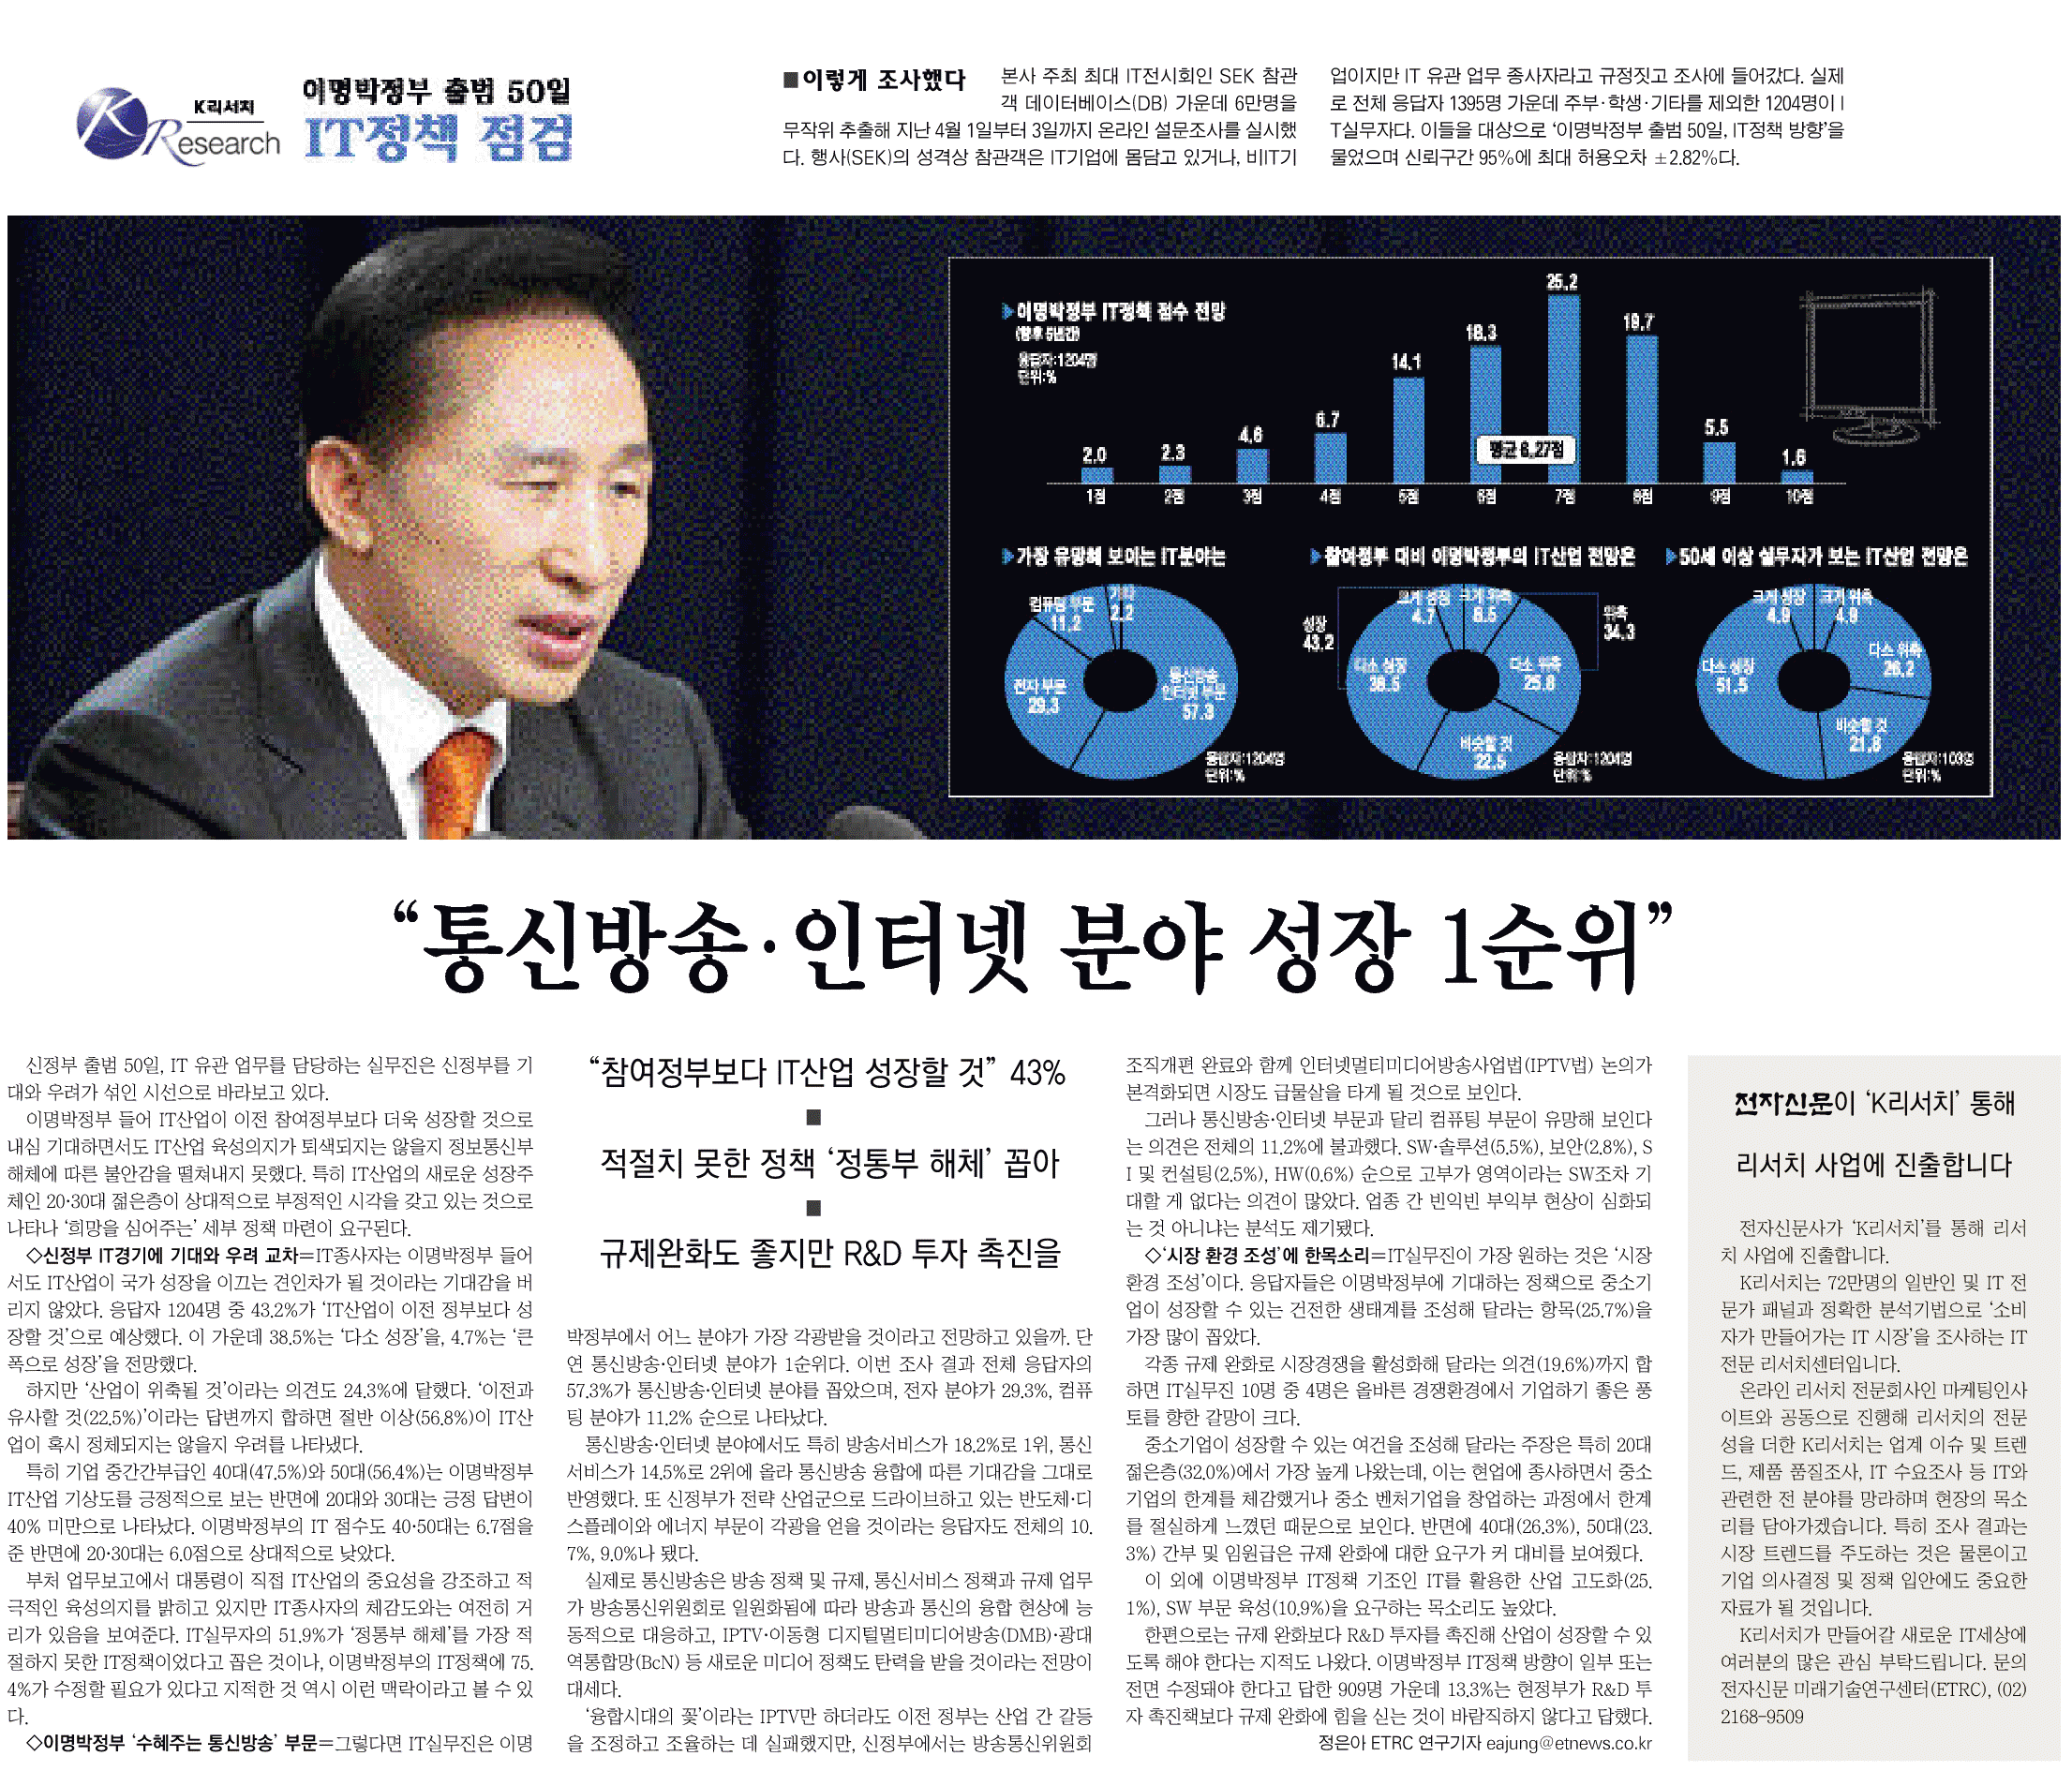 K리서치
Research
이명박정부 출범 50일
IT정책 점검
■이렇게 조사했다
본사 주최 최대 IT전시회인 SEK 참관
객 데이터베이스(DB) 가운데 6만명을
무작위 추출해 지난 4월 1일부터 3일까지 온라인 설문조사를 실시했
다. 행사(SEK)의 성격상 참관객은 IT기업에 몸담고 있거나, 비IT기
업이지만 IT 유관 업무 종사자라고 규정짓고 조사에 들어갔다. 실제
로 전체 응답자 1395명 가운데 주부·학생·기타를 제외한 1204명이 I
T실무자다. 이들을 대상으로 ‘이명박정부 출범 50일, IT정책 방향’을
물었으며 신뢰구간 95%에 최대 허용오차 ±2.82%다.
이명박정부 IT정책 점수 전망
(향후 5년간)
응답자:1204명
단위:%
2.0 2.3 4.6 6.7 14.1 18.3 25.2 19.7 5.5 1.6
평균 6.27점
1점 2점 3점 4점 5점 6점 7점 8점 9점 10점
가장 유망해 보이는 IT분야는
컴퓨팅 부문
11.2
기타
2.2
전자 부문
29.3
통신방송
인터넷 부문
57.3
응답자:1204명
단위:%
참여정부 대비 이명박정부의 IT산업 전망은
성장
43.2
크게 성장
4.7
크게 위축
8.5
위축
34.3
다소 성장
38.5
다소 위축
25.8
비슷할 것
22.5
응답자:1204명
단위:%
50세 이상 실무자가 보는 IT산업 전망은
크게 성장
4.9
크게 위축
4.9
다소 성장
51.5
다소 위축
26.2
비슷할 것
21.8
응답자:103명
단위:%
“통신방송·인터넷 분야 성장 1순위”
신정부 출범 50일, IT 유관 업무를 담당하는 실무진은 신정부를 기
대와 우려가 섞인 시선으로 바라보고 있다.
이명박정부 들어 IT산업이 이전 참여정부보다 더욱 성장할 것으로
내심 기대하면서도 IT산업 육성의지가 퇴색되지는 않을지 정보통신부
해체에 따른 불안감을 떨쳐내지 못했다. 특히 IT산업의 새로운 성장주
체인 20·30대 젊은층이 상대적으로 부정적인 시각을 갖고 있는 것으로
나타나 ‘희망을 심어주는’ 세부 정책 마련이 요구된다.
◇신정부 IT경기에 기대와 우려 교차=IT종사자는 이명박정부 들어
서도 IT산업이 국가 성장을 이끄는 견인차가 될 것이라는 기대감을 버
리지 않았다. 응답자 1204명 중 43.2%가 ‘IT산업이 이전 정부보다 성
장할 것’으로 예상했다. 이 가운데 38.5%는 ‘다소 성장’을, 4.7%는 ‘큰
폭으로 성장’을 전망했다.
하지만 ‘산업이 위축될 것’이라는 의견도 24.3%에 달했다. ‘이전과
유사할 것(22.5%)’이라는 답변까지 합하면 절반 이상(56.8%)이 IT산
업이 혹시 정체되지는 않을지 우려를 나타냈다.
특히 기업 중간간부급인 40대(47.5%)와 50대(56.4%)는 이명박정부
IT산업 기상도를 긍정적으로 보는 반면에 20대와 30대는 긍정 답변이
40% 미만으로 나타났다. 이명박정부의 IT 점수도 40·50대는 6.7점을
준 반면에 20·30대는 6.0점으로 상대적으로 낮았다.
부처 업무보고에서 대통령이 직접 IT산업의 중요성을 강조하고 적
극적인 육성의지를 밝히고 있지만 IT종사자의 체감도와는 여전히 거
리가 있음을 보여준다. IT실무자의 51.9%가 ‘정통부 해체’를 가장 적
절하지 못한 IT정책이었다고 꼽은 것이나, 이명박정부의 IT정책에 75.
4%가 수정할 필요가 있다고 지적한 것 역시 이런 맥락이라고 볼 수 있
다.
◇이명박정부 ‘수혜주는 통신방송’ 부문=그렇다면 IT실무진은 이명
“참여정부보다 IT산업 성장할 것” 43%
■
적절치 못한 정책 ‘정통부 해체’ 꼽아
■
규제완화도 좋지만 R&D 투자 촉진을
박정부에서 어느 분야가 가장 각광받을 것이라고 전망하고 있을까. 단
연 통신방송·인터넷 분야가 1순위다. 이번 조사 결과 전체 응답자의
57.3%가 통신방송·인터넷 분야를 꼽았으며, 전자 분야가 29.3%, 컴퓨
팅 분야가 11.2% 순으로 나타났다.
통신방송·인터넷 분야에서도 특히 방송서비스가 18.2%로 1위, 통신
서비스가 14.5%로 2위에 올라 통신방송 융합에 따른 기대감을 그대로
반영했다. 또 신정부가 전략 산업군으로 드라이브하고 있는 반도체·디
스플레이와 에너지 부문이 각광을 얻을 것이라는 응답자도 전체의 10.
7%, 9.0%나 됐다.
실제로 통신방송은 방송 정책 및 규제, 통신서비스 정책과 규제 업무
가 방송통신위원회로 일원화됨에 따라 방송과 통신의 융합 현상에 능
동적으로 대응하고, IPTV·이동형 디지털멀티미디어방송(DMB)·광대
역통합망(BcN) 등 새로운 미디어 정책도 탄력을 받을 것이라는 전망이
대세다.
‘융합시대의 꽃’이라는 IPTV만 하더라도 이전 정부는 산업 간 갈등
을 조정하고 조율하는 데 실패했지만, 신정부에서는 방송통신위원회
조직개편 완료와 함께 인터넷멀티미디어방송사업법(IPTV법) 논의가
본격화되면 시장도 급물살을 타게 될 것으로 보인다.
그러나 통신방송·인터넷 부문과 달리 컴퓨팅 부문이 유망해 보인다
는 의견은 전체의 11.2%에 불과했다. SW·솔루션(5.5%), 보안(2.8%), S
I 및 컨설팅(2.5%), HW(0.6%) 순으로 고부가 영역이라는 SW조차 기
대할 게 없다는 의견이 많았다. 업종 간 빈익빈 부익부 현상이 심화되
는 것 아니냐는 분석도 제기됐다.
◇‘시장 환경 조성’에 한목소리=IT실무진이 가장 원하는 것은 ‘시장
환경 조성’이다. 응답자들은 이명박정부에 기대하는 정책으로 중소기
업이 성장할 수 있는 건전한 생태계를 조성해 달라는 항목(25.7%)을
가장 많이 꼽았다.
각종 규제 완화로 시장경쟁을 활성화해 달라는 의견(19.6%)까지 합
하면 IT실무진 10명 중 4명은 올바른 경쟁환경에서 기업하기 좋은 풍
토를 향한 갈망이 크다.
중소기업이 성장할 수 있는 여건을 조성해 달라는 주장은 특히 20대
젊은층(32.0%)에서 가장 높게 나왔는데, 이는 현업에 종사하면서 중소
기업의 한계를 체감했거나 중소 벤처기업을 창업하는 과정에서 한계
를 절실하게 느꼈던 때문으로 보인다. 반면에 40대(26.3%), 50대(23.
3%) 간부 및 임원급은 규제 완화에 대한 요구가 커 대비를 보여줬다.
이 외에 이명박정부 IT정책 기조인 IT를 활용한 산업 고도화(25.
1%), SW 부문 육성(10.9%)을 요구하는 목소리도 높았다.
한편으로는 규제 완화보다 R&D 투자를 촉진해 산업이 성장할 수 있
도록 해야 한다는 지적도 나왔다. 이명박정부 IT정책 방향이 일부 또는
전면 수정돼야 한다고 답한 909명 가운데 13.3%는 현정부가 R&D 투
자 촉진책보다 규제 완화에 힘을 싣는 것이 바람직하지 않다고 답했다.
정은아 ETRC 연구기자 eajung@etnews.co.kr
전자신문이 ‘K리서치’ 통해
리서치 사업에 진출합니다
전자신문사가 ‘K리서치’를 통해 리서
치 사업에 진출합니다.
K리서치는 72만명의 일반인 및 IT 전
문가 패널과 정확한 분석기법으로 ‘소비
자가 만들어가는 IT 시장’을 조사하는 IT
전문 리서치센터입니다.
온라인 리서치 전문회사인 마케팅인사
이트와 공동으로 진행해 리서치의 전문
성을 더한 K리서치는 업계 이슈 및 트렌
드, 제품 품질조사, IT 수요조사 등 IT와
관련한 전 분야를 망라하며 현장의 목소
리를 담아가겠습니다. 특히 조사 결과는
시장 트렌드를 주도하는 것은 물론이고
기업 의사결정 및 정책 입안에도 중요한
자료가 될 것입니다.
K리서치가 만들어갈 새로운 IT세상에
여러분의 많은 관심 부탁드립니다. 문의
전자신문 미래기술연구센터(ETRC), (02)
2168-9509